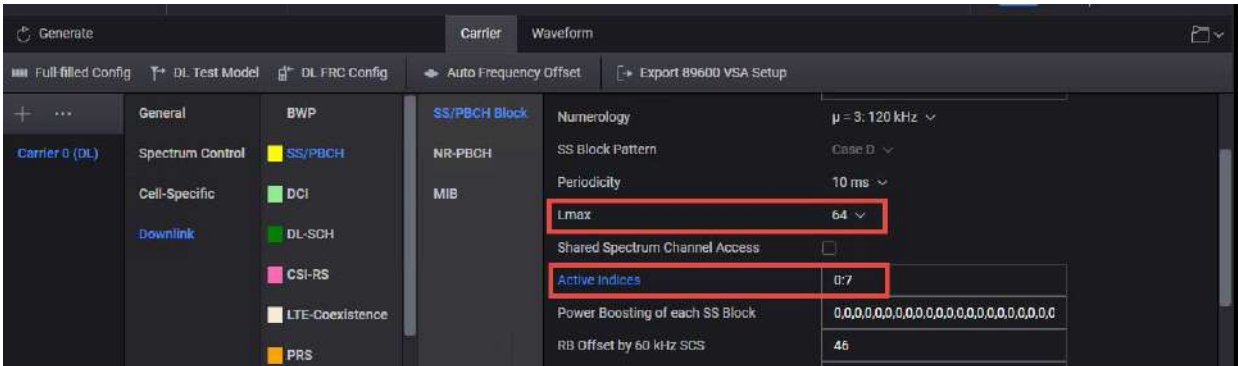 Generate
Carrier Waveform
Full-filled Config DL Test Model DL FRC Config Auto Frequency Offset Export 89600 VSA Setup
Carrier 0 (DL)
General
Spectrum Control
Cell-Specific
Downlink
BWP
SS/PBCH
DCI
DL-SCH
CSI-RS
LTE-Coexistence
PRS
SS/PBCH Block
NR-PBCH
MIB
Numerology μ = 3: 120 kHz
SS Block Pattern Case D
Periodicity 10 ms
Lmax 64
Shared Spectrum Channel Access
Active Indices 0:7
Power Boosting of each SS Block 0,0,0,0,0,0,0,0,0,0,0,0,0,0,0,0,0,0,0,0,0,0
RB Offset by 60 kHz SCS 46